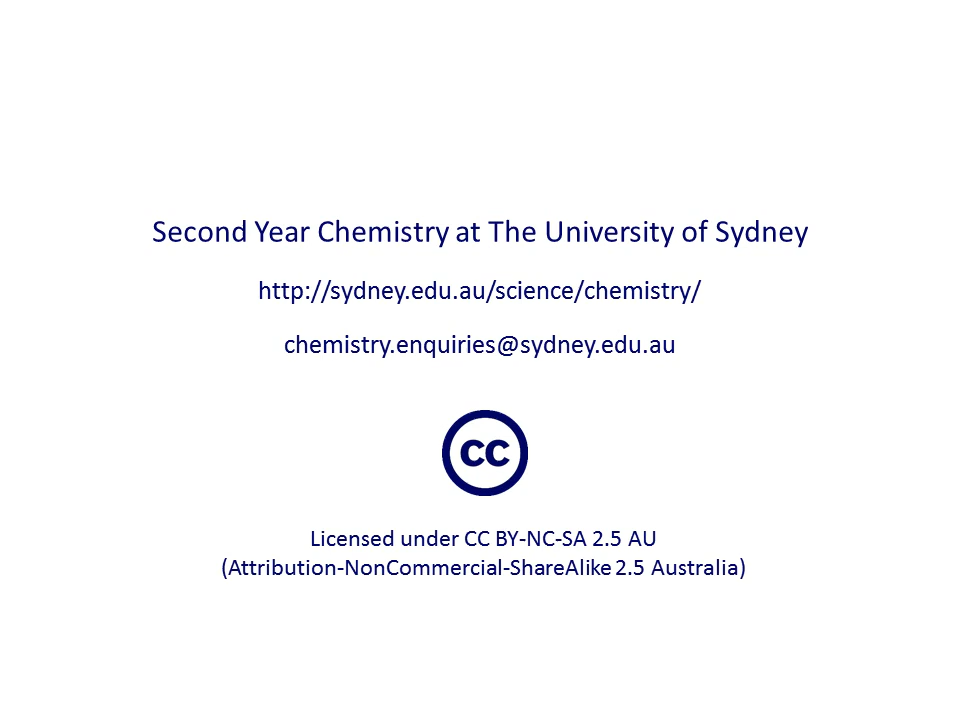 Second Year Chemistry at The University of Sydney
http://sydney.edu.au/science/chemistry/
chemistry.enquiries@sydney.edu.au
CC
Licensed under CC BY-NC-SA 2.5 AU
(Attribution-NonCommercial-ShareAlike 2.5 Australia)